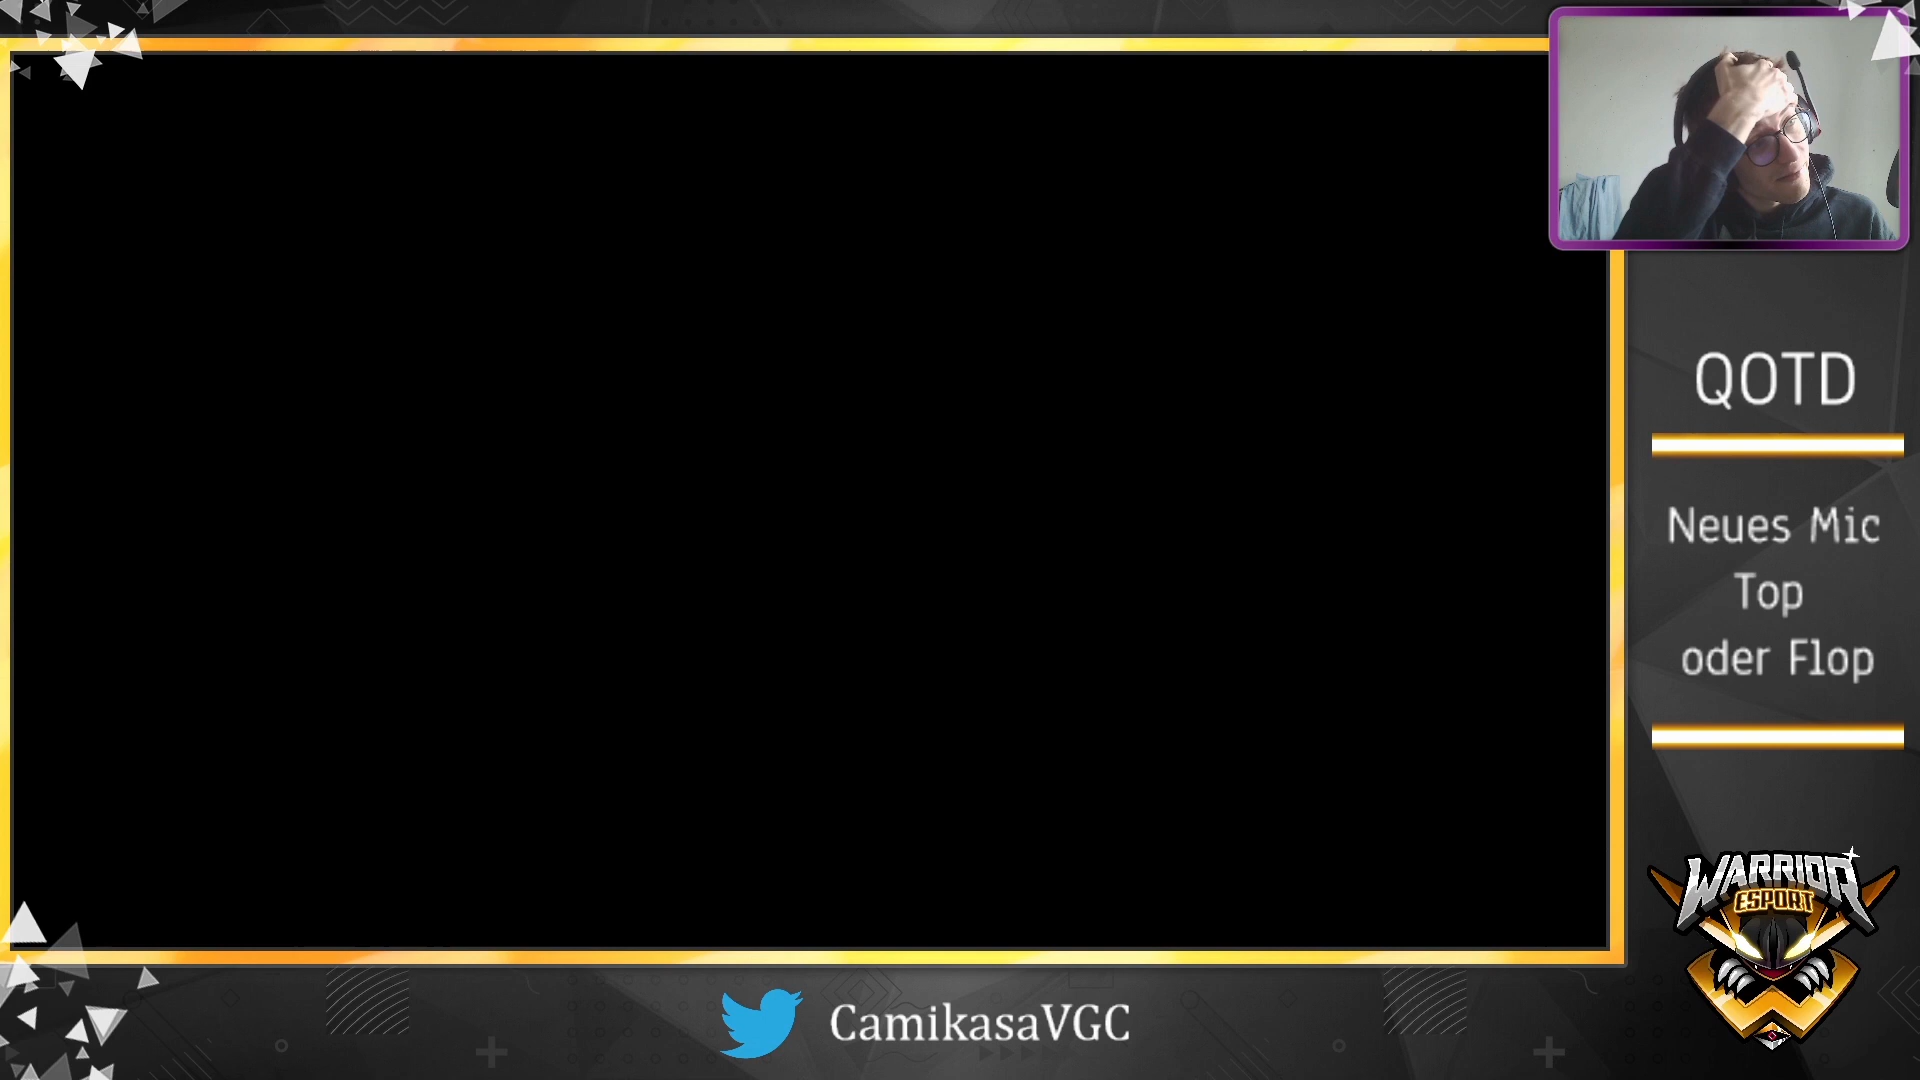 QOTD
Neues Mic
Top
oder Flop
WARRIOR
ESPORT
CamikasaVGC